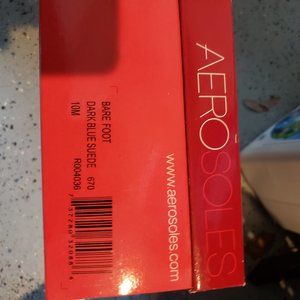 AEROSOLES
www.aerosoles.com
BARE FOOT
DARK BLUE SUEDE 670
10M
R004036